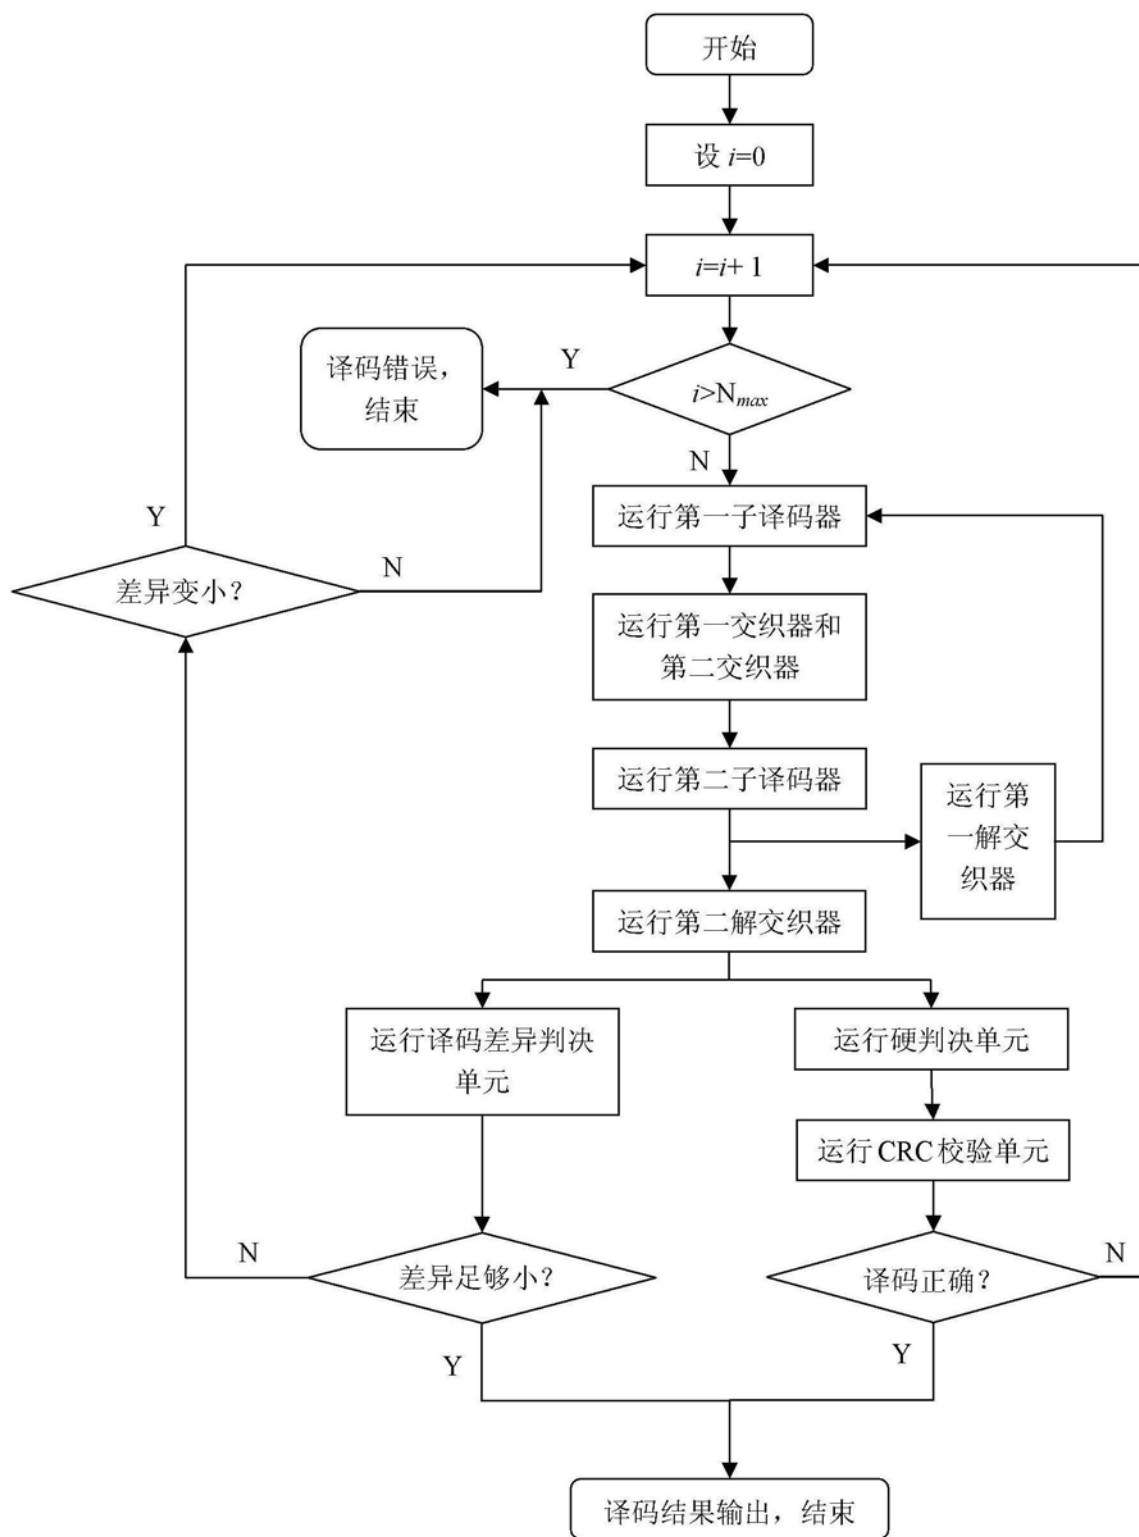 开始
设 i=0
i=i+ 1
Y
译码错误,
结束
i>Nmax
N
运行第一子译码器
Y
差异变小?
N
运行第一交织器和
第二交织器
运行第二子译码器
运行第
一解交
织器
运行第二解交织器
运行译码差异判决
单元
运行硬判决单元
运行CRC校验单元
N
差异足够小?
译码正确?
N
Y
Y
译码结果输出，结束